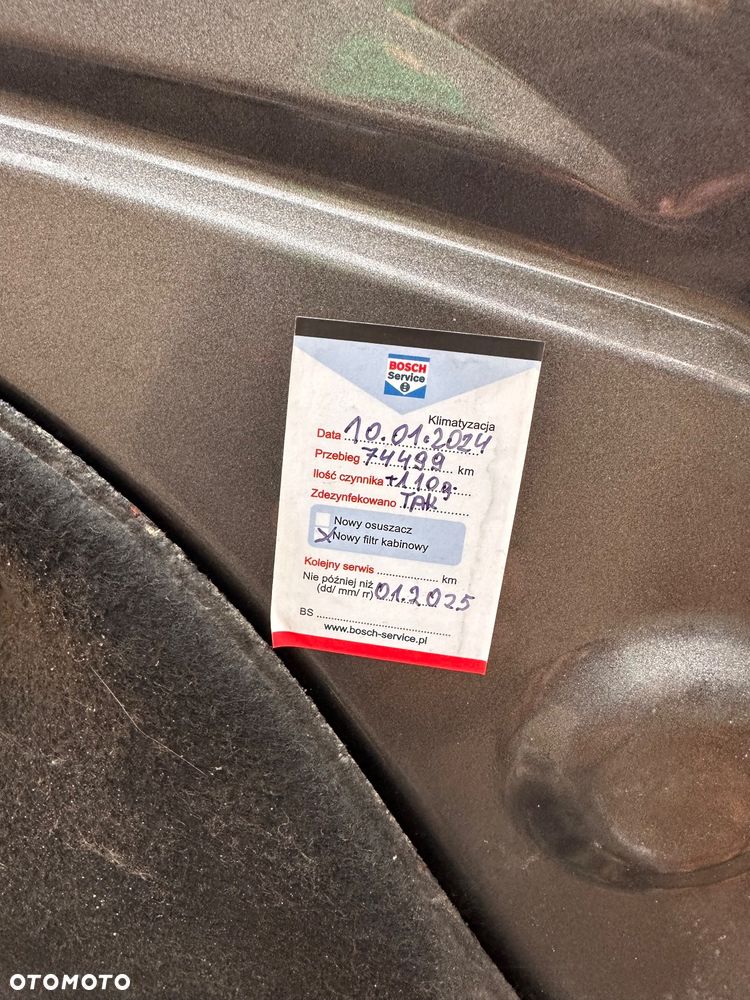 BOSCH
Service
Klimatyzacja
Data 10.01.2024
Przebieg 74499 km
Ilość czynnika +110g.
Zdezynfekowano TAK
Nowy osuszacz
X Nowy filtr kabinowy
Kolejny serwis .................. km
Nie później niż
(dd/ mm/ rr) 01.2025
BS ..........................................
www.bosch-service.pl
OTOMOTO